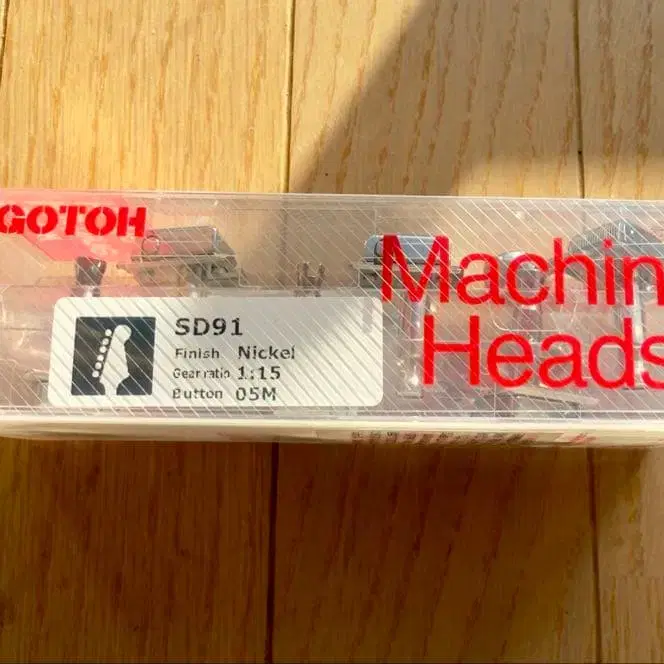 GOTOH
Machin
Heads
SD91
Finish Nickel
Gear ratio 1:15
Button 05M